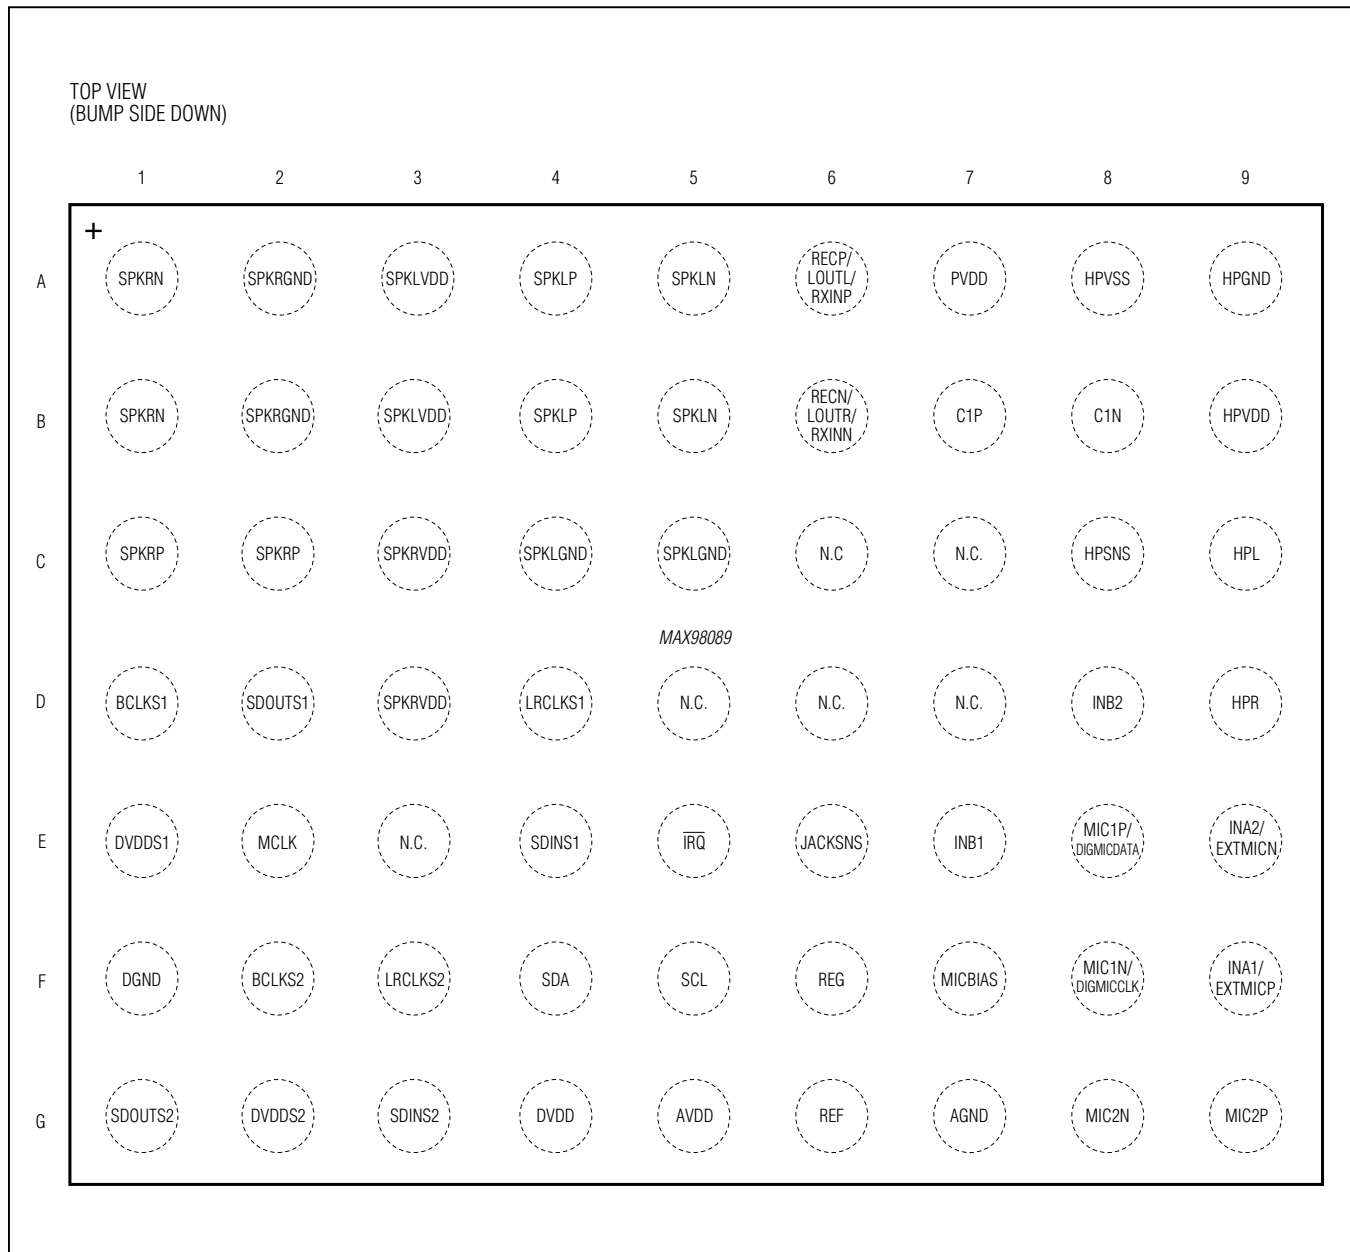 TOP VIEW
(BUMP SIDE DOWN)
1 2 3 4 5 6 7 8 9
+
A SPKRN SPKRGND SPKLVDD SPKLP SPKLN RECP/ LOUTL/ RXINP PVDD HPVSS HPGND
B SPKRN SPKRGND SPKLVDD SPKLP SPKLN RECN/ LOUTR/ RXINN C1P C1N HPVDD
C SPKRP SPKRP SPKRVDD SPKLGND SPKLGND N.C N.C. HPSNS HPL
MAX98089
D BCLKS1 SDOUTS1 SPKRVDD LRCLKS1 N.C. N.C. N.C. INB2 HPR
E DVDDS1 MCLK N.C. SDINS1 I̅R̅Q̅ JACKSNS INB1 MIC1P/ DIGMICDATA INA2/ EXTMICN
F DGND BCLKS2 LRCLKS2 SDA SCL REG MICBIAS MIC1N/ DIGMICCLK INA1/ EXTMICP
G SDOUTS2 DVDDS2 SDINS2 DVDD AVDD REF AGND MIC2N MIC2P